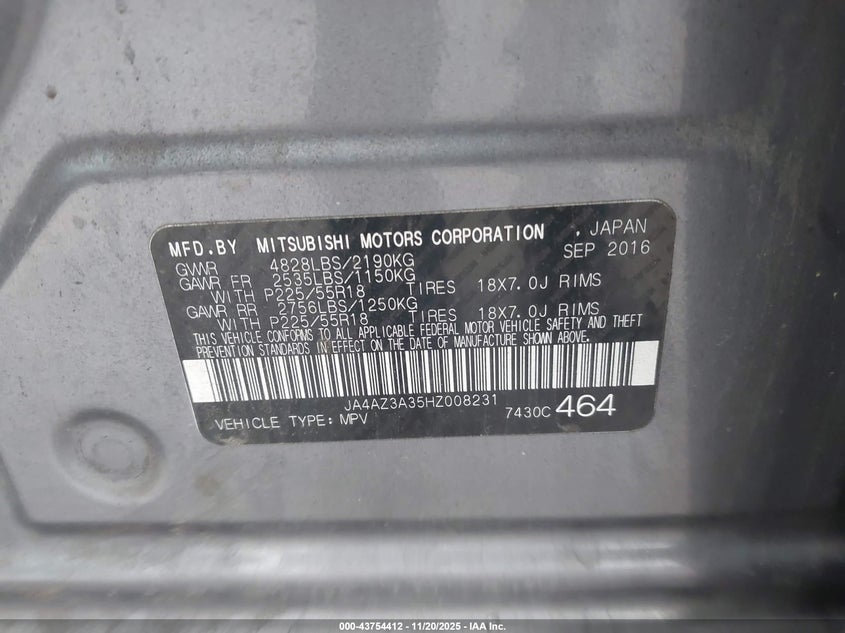 MFD.BY MITSUBISHI MOTORS CORPORATION , JAPAN
SEP 2016
GVWR 4828LBS/2190KG
GAWR FR 2535LBS/1150KG
WITH P225/55R18 TIRES 18X7.0J RIMS
GAWR RR 2756LBS/1250KG
WITH P225/55R18 TIRES 18X7.0J RIMS
THIS VEHICLE CONFORMS TO ALL APPLICABLE FEDERAL MOTOR VEHICLE SAFETY AND THEFT
PREVENTION STANDARDS IN EFFECT ON THE DATE OF MANUFACTURE SHOWN ABOVE.
JA4AZ3A35HZ008231
VEHICLE TYPE: MPV 7430C 464
000-43754412 - 11/20/2025 - IAA Inc.